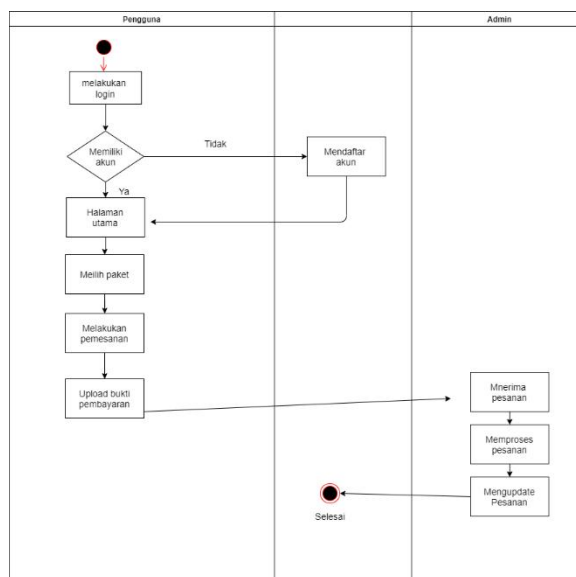 Pengguna
Admin
melakukan
login
Memiliki
akun
Tidak
Mendaftar
akun
Ya
Halaman
utama
Meilih paket
Melakukan
pemesanan
Upload bukti
pembayaran
Mnerima
pesanan
Memproses
pesanan
Mengupdate
Pesanan
Selesai